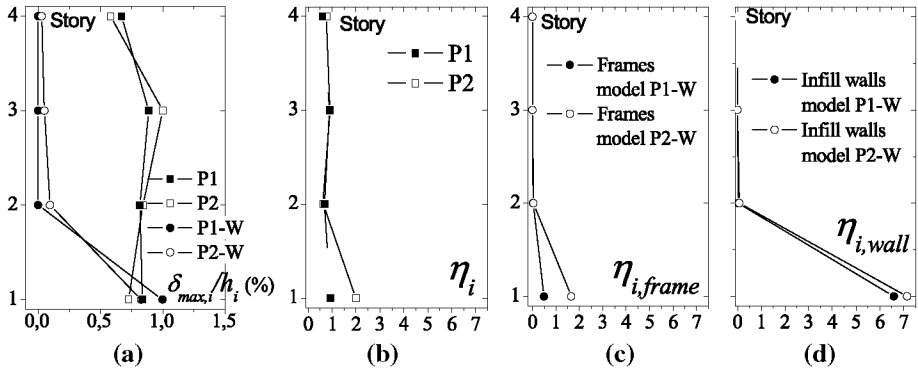 4 Story
3
2
1
P1
P2
P1-W
P2-W
δmax,i/hi (%)
0,0 0,5 1,0 1,5
(a)
4 Story
3
2
1
P1
P2
ηi
0 1 2 3 4 5 6 7
(b)
4 Story
3
2
1
Frames
model P1-W
Frames
model P2-W
ηi,frame
0 1 2 3 4 5 6 7
(c)
4 Story
3
2
1
Infill walls
model P1-W
Infill walls
model P2-W
ηi,wall
0 1 2 3 4 5 6 7
(d)